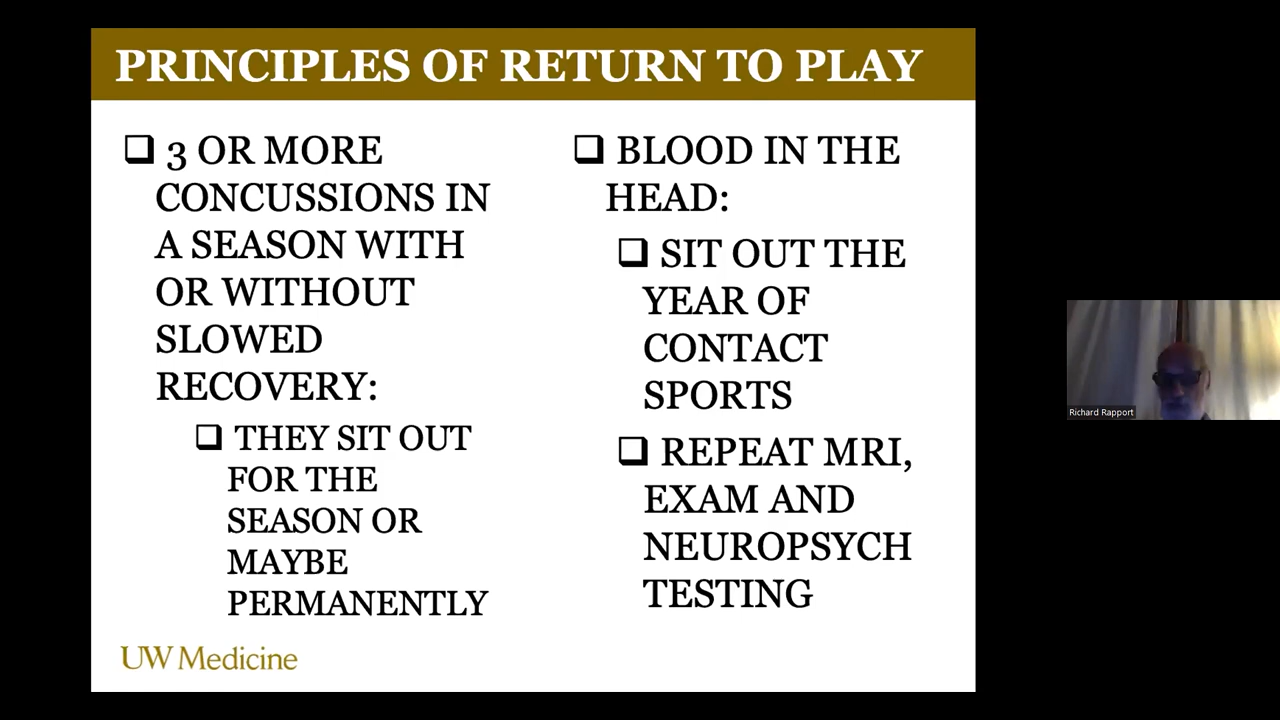 PRINCIPLES OF RETURN TO PLAY
❑ 3 OR MORE
CONCUSSIONS IN
A SEASON WITH
OR WITHOUT
SLOWED
RECOVERY:
❑ THEY SIT OUT
FOR THE
SEASON OR
MAYBE
PERMANENTLY
❑ BLOOD IN THE
HEAD:
❑ SIT OUT THE
YEAR OF
CONTACT
SPORTS
❑ REPEAT MRI,
EXAM AND
NEUROPSYCH
TESTING
UW Medicine
Richard Rapport